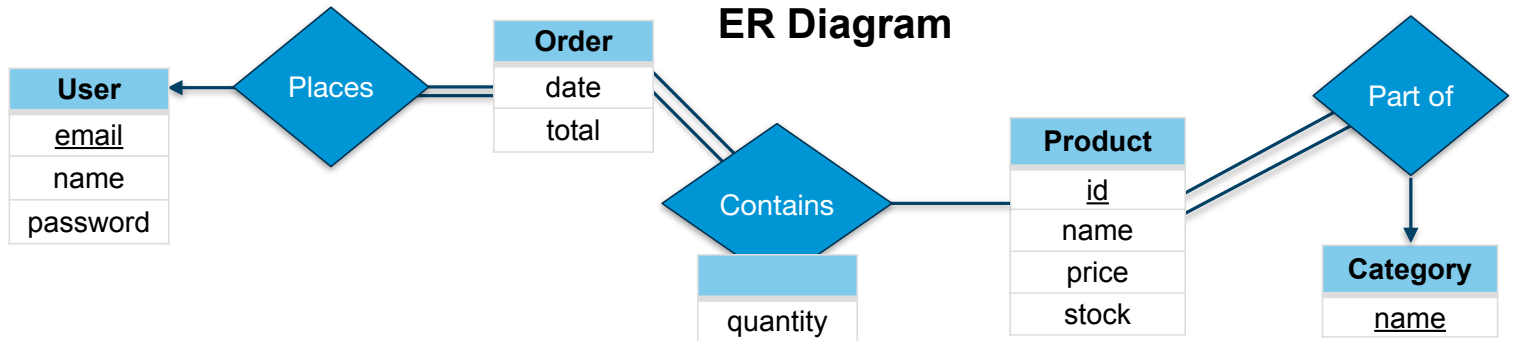 ER Diagram
User
email
name
password
Places
Order
date
total
Contains
quantity
Product
id
name
price
stock
Part of
Category
name